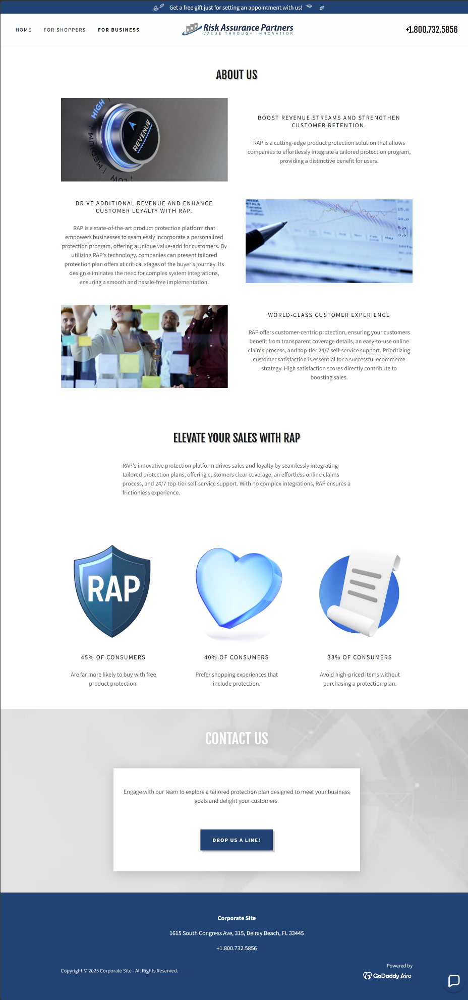 Get a free gift just for setting an appointment with us!
HOME
FOR SHOPPERS
FOR BUSINESS
RAP
Risk Assurance Partners
VALUE THROUGH INNOVATION
+1.800.732.5856
ABOUT US
HIGH
MEDIUM
LOW
REVENUE
BOOST REVENUE STREAMS AND STRENGTHEN
CUSTOMER RETENTION.
RAP is a cutting-edge product protection solution that allows
companies to effortlessly integrate a tailored protection program,
providing a distinctive benefit for users.
DRIVE ADDITIONAL REVENUE AND ENHANCE
CUSTOMER LOYALTY WITH RAP.
RAP is a state-of-the-art product protection platform that
empowers businesses to seamlessly incorporate a personalized
protection program, offering a unique value-add for customers. By
utilizing RAP's technology, companies can present tailored
protection plan offers at critical stages of the buyer's journey. Its
design eliminates the need for complex system integrations,
ensuring a smooth and hassle-free implementation.
15.0
10.0
5.0
0.0
May
WORLD-CLASS CUSTOMER EXPERIENCE
RAP offers customer-centric protection, ensuring your customers
benefit from transparent coverage details, an easy-to-use online
claims process, and top-tier 24/7 self-service support. Prioritizing
customer satisfaction is essential for a successful ecommerce
strategy. High satisfaction scores directly contribute to
boosting sales.
ELEVATE YOUR SALES WITH RAP
RAP's innovative protection platform drives sales and loyalty by seamlessly integrating
tailored protection plans, offering customers clear coverage, an effortless online claims
process, and 24/7 top-tier self-service support. With no complex integrations, RAP ensures a
frictionless experience.
RAP
45% OF CONSUMERS
Are far more likely to buy with free
product protection.
40% OF CONSUMERS
Prefer shopping experiences that
include protection.
38% OF CONSUMERS
Avoid high-priced items without
purchasing a protection plan.
CONTACT US
Engage with our team to explore a tailored protection plan designed to meet your business
goals and delight your customers.
DROP US A LINE!
Corporate Site
1615 South Congress Ave, 315, Delray Beach, FL 33445
+1.800.732.5856
Copyright © 2025 Corporate Site - All Rights Reserved.
Powered by
GoDaddy Airo